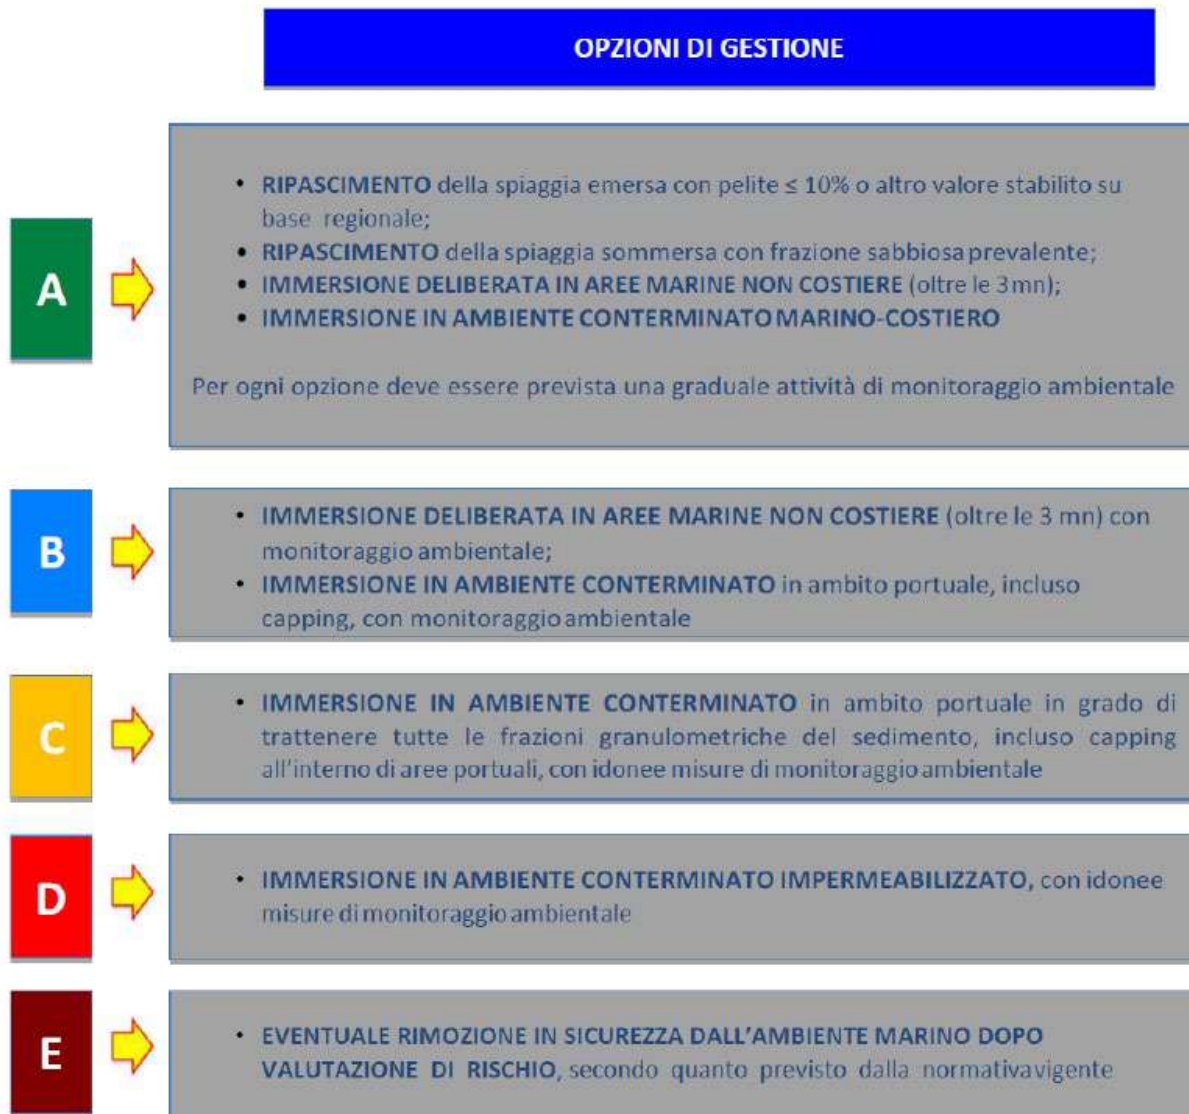 OPZIONI DI GESTIONE
A
• RIPASCIMENTO della spiaggia emersa con pelite ≤ 10% o altro valore stabilito su
base regionale;
• RIPASCIMENTO della spiaggia sommersa con frazione sabbiosa prevalente;
• IMMERSIONE DELIBERATA IN AREE MARINE NON COSTIERE (oltre le 3 mn);
• IMMERSIONE IN AMBIENTE CONTERMINATO MARINO-COSTIERO
Per ogni opzione deve essere prevista una graduale attività di monitoraggio ambientale
B
• IMMERSIONE DELIBERATA IN AREE MARINE NON COSTIERE (oltre le 3 mn) con
monitoraggio ambientale;
• IMMERSIONE IN AMBIENTE CONTERMINATO in ambito portuale, incluso
capping, con monitoraggio ambientale
C
• IMMERSIONE IN AMBIENTE CONTERMINATO in ambito portuale in grado di
trattenere tutte le frazioni granulometriche del sedimento, incluso capping
all'interno di aree portuali, con idonee misure di monitoraggio ambientale
D
• IMMERSIONE IN AMBIENTE CONTERMINATO IMPERMEABILIZZATO, con idonee
misure di monitoraggio ambientale
E
• EVENTUALE RIMOZIONE IN SICUREZZA DALL'AMBIENTE MARINO DOPO
VALUTAZIONE DI RISCHIO, secondo quanto previsto dalla normativa vigente